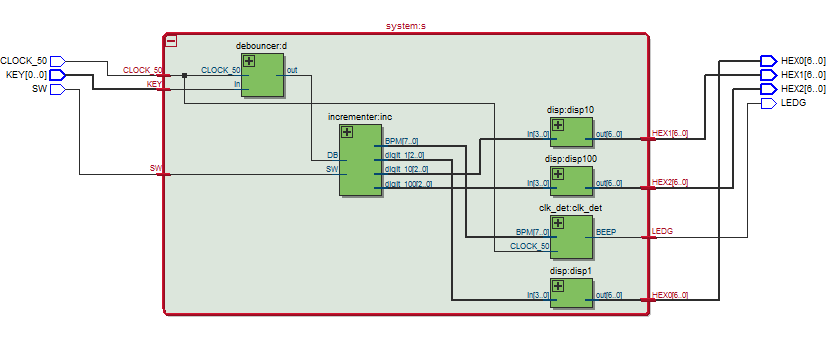 system:s
debouncer:d
CLOCK_50
CLOCK_50
CLOCK_50
out
KEY[0..0]
KEY
in
SW
incrementer:inc
DB
SW
SW
BPM[7..0]
digit_1[2..0]
digit_10[2..0]
digit_100[2..0]
disp:disp10
in[3..0]
out[6..0]
HEX1[6..0]
disp:disp100
in[3..0]
out[6..0]
HEX2[6..0]
clk_det:clk_det
BPM[7..0]
BEEP
LEDG
CLOCK_50
disp:disp1
in[3..0]
out[6..0]
HEX0[6..0]
HEX0[6..0]
HEX1[6..0]
HEX2[6..0]
LEDG